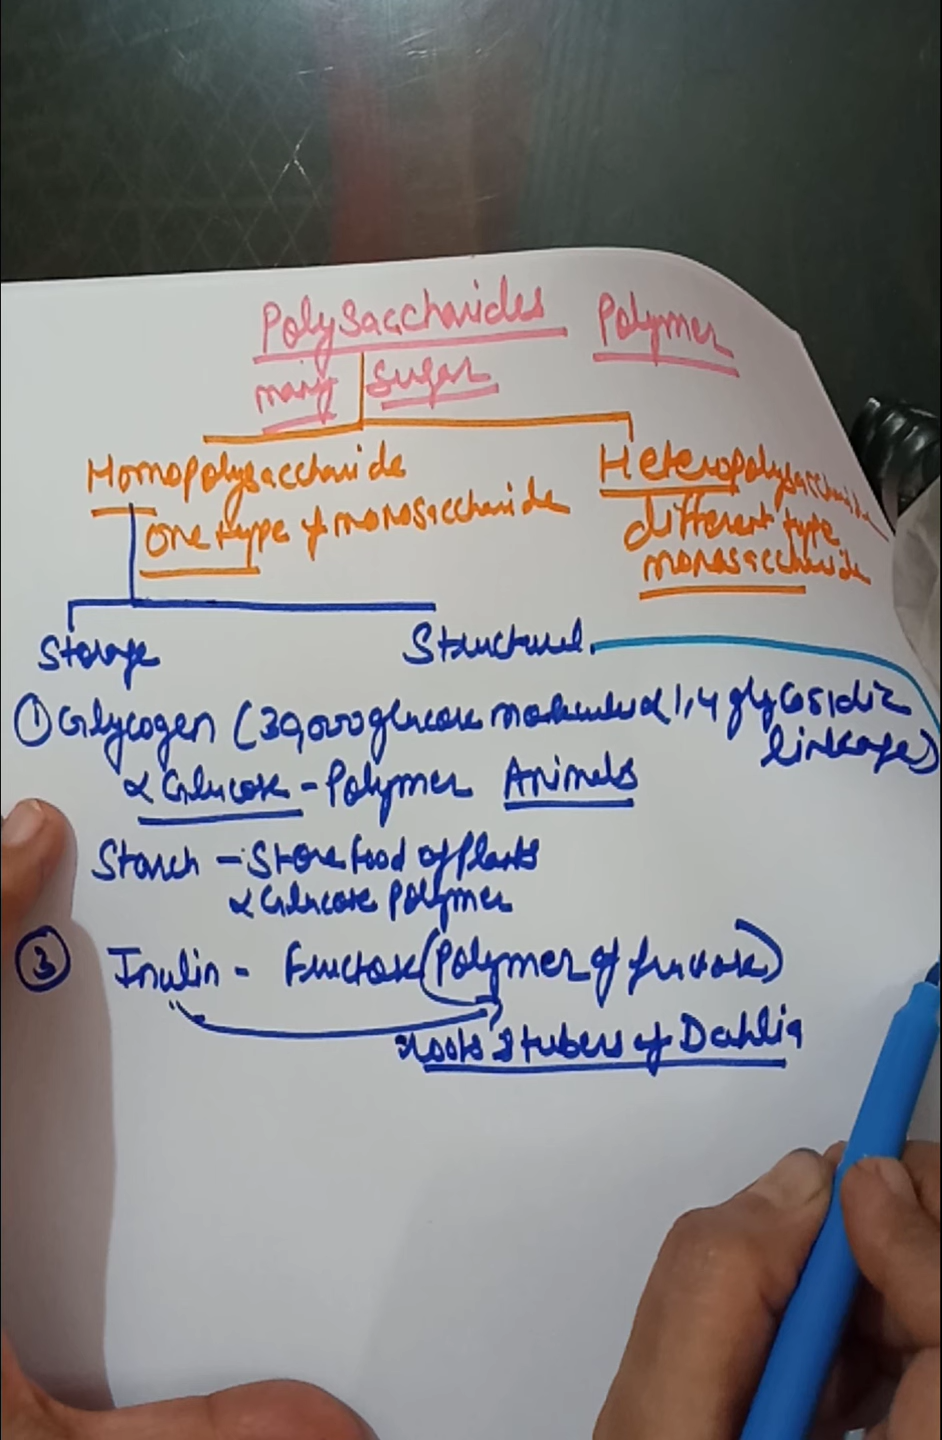 Polysaccharides Polymer
many sugar
Homopolysaccharide
one type of monosaccharide
Heteropolysaccharide
different type
monosaccharide
Storage Structural
① Glycogen (30,000 glucose molecules α 1,4 glycosidic
linkage)
α Glucose - Polymer Animals
Starch - Store food of Plants
α Glucose Polymer
③ Inulin - Fructose (Polymer of fructose)
roots & tubers of Dahlia